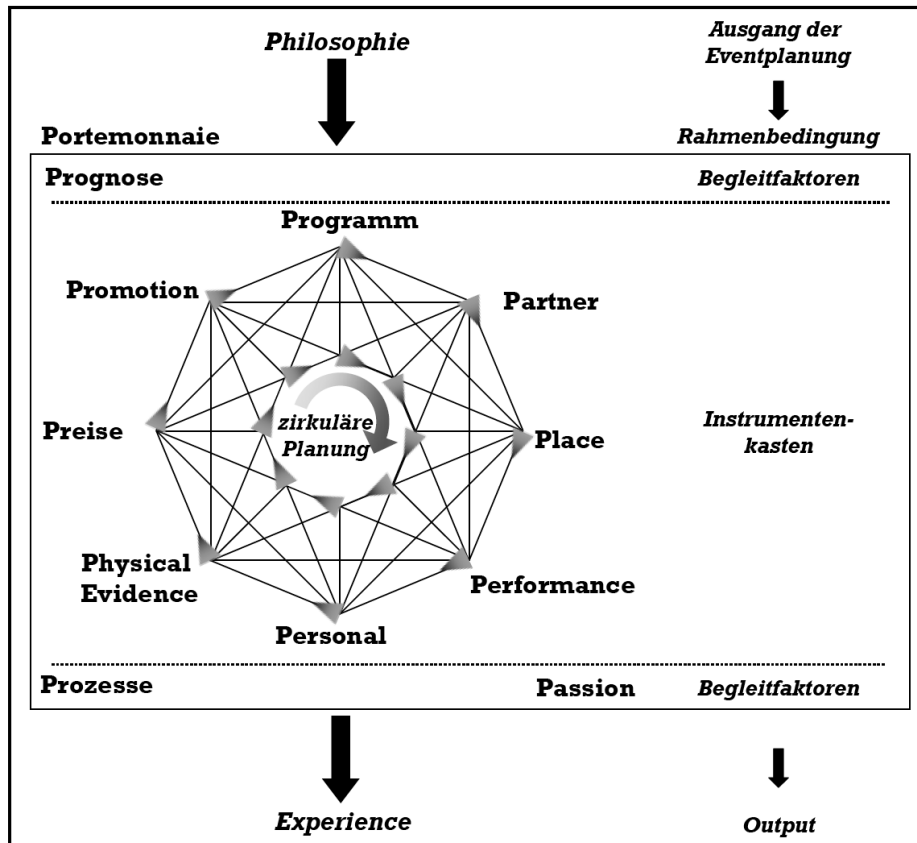 Philosophie
Ausgang der
Eventplanung
Portemonnaie
Rahmenbedingung
Prognose
Begleitfaktoren
Programm
Promotion
Partner
zirkuläre
Planung
Preise
Place
Instrumenten-
kasten
Physical
Evidence
Performance
Personal
Prozesse
Passion
Begleitfaktoren
Experience
Output